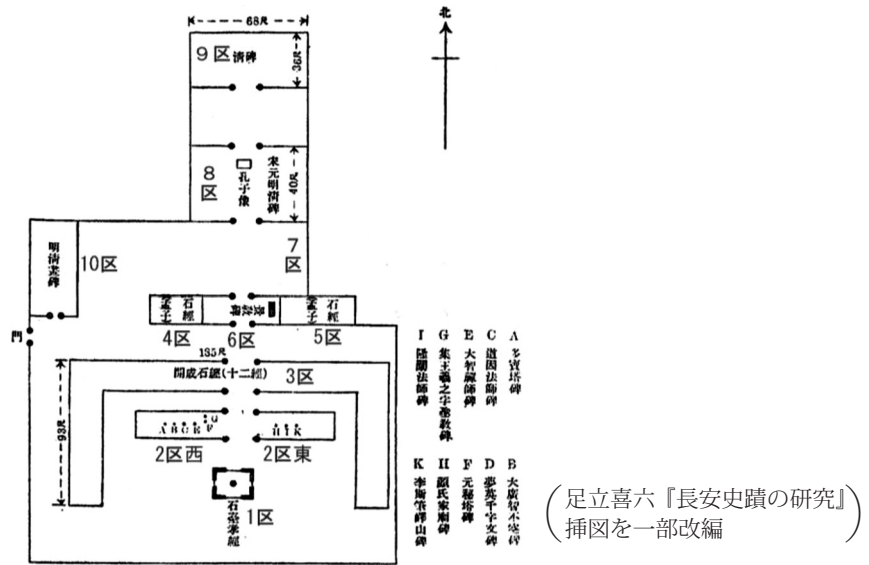 68尺
北
9区 清碑
36尺
8区
孔子像
宋元明清碑
40尺
7区
明清畫碑
10区
石經
石經
4区
6区
5区
門
135尺
開成石經(十二經)
3区
93尺
A B C E F G
H I K
2区西
2区東
石臺孝經
1区
A 多寳塔碑
B 大廣智不空碑
C 道因法師碑
D 夢英千字文碑
E 大智禪師碑
F 玄秘塔碑
G 集王羲之字聖教碑
H 顔氏家廟碑
I 隆闡法師碑
K 李斯筆嶧山碑
足立喜六『長安史蹟の研究』
挿図を一部改編